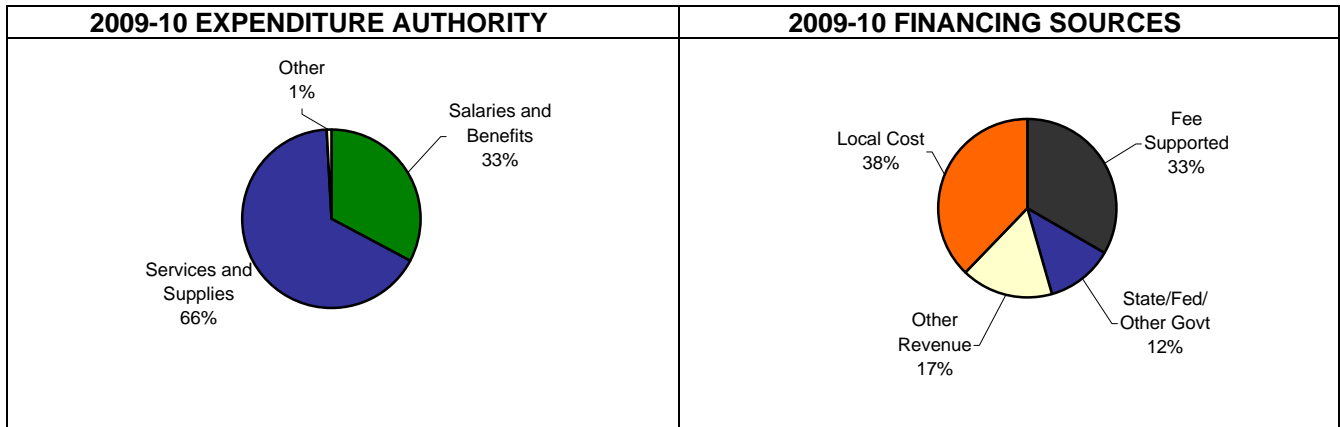 2009-10 EXPENDITURE AUTHORITY
Other
1%
Salaries and
Benefits
33%
Services and
Supplies
66%
2009-10 FINANCING SOURCES
Local Cost
38%
Fee
Supported
33%
Other
Revenue
17%
State/Fed/
Other Govt
12%